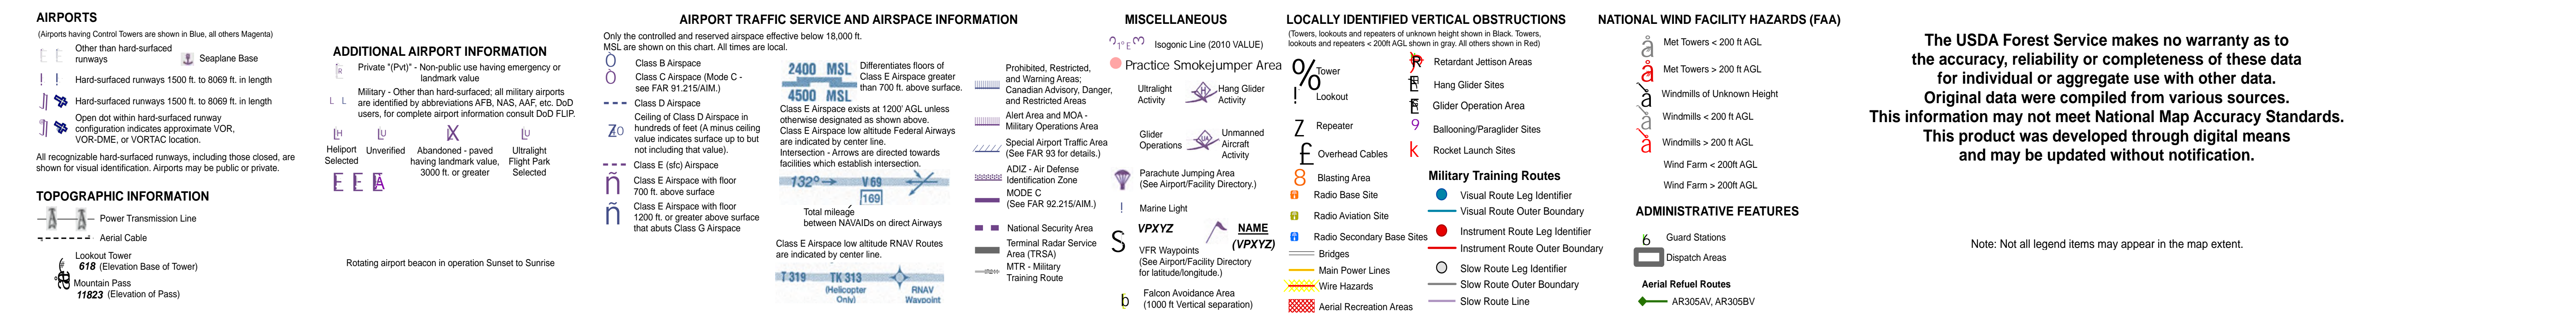 AIRPORTS
(Airports having Control Towers are shown in Blue, all others Magenta)
Other than hard-surfaced
runways
Seaplane Base
Hard-surfaced runways 1500 ft. to 8069 ft. in length
Hard-surfaced runways 1500 ft. to 8069 ft. in length
Open dot within hard-surfaced runway
configuration indicates approximate VOR,
VOR-DME, or VORTAC location.
All recognizable hard-surfaced runways, including those closed, are
shown for visual identification. Airports may be public or private.
TOPOGRAPHIC INFORMATION
Power Transmission Line
Aerial Cable
Lookout Tower
618 (Elevation Base of Tower)
Mountain Pass
11823 (Elevation of Pass)
ADDITIONAL AIRPORT INFORMATION
R
Private "(Pvt)" - Non-public use having emergency or
landmark value
L L
Military - Other than hard-surfaced; all military airports
are identified by abbreviations AFB, NAS, AAF, etc. DoD
users, for complete airport information consult DoD FLIP.
Heliport
Selected
Unverified
Abandoned - paved
having landmark value,
3000 ft. or greater
Ultralight
Flight Park
Selected
Rotating airport beacon in operation Sunset to Sunrise
AIRPORT TRAFFIC SERVICE AND AIRSPACE INFORMATION
Only the controlled and reserved airspace effective below 18,000 ft.
MSL are shown on this chart. All times are local.
Ò Class B Airspace
Ò Class C Airspace (Mode C -
see FAR 91.215/AIM.)
Class D Airspace
Ceiling of Class D Airspace in
hundreds of feet (A minus ceiling
value indicates surface up to but
not including that value).
Class E (sfc) Airspace
ñ Class E Airspace with floor
700 ft. above surface
ñ Class E Airspace with floor
1200 ft. or greater above surface
that abuts Class G Airspace
2400 MSL
4500 MSL
Differentiates floors of
Class E Airspace greater
than 700 ft. above surface.
Class E Airspace exists at 1200' AGL unless
otherwise designated as shown above.
Class E Airspace low altitude Federal Airways
are indicated by center line.
Intersection - Arrows are directed towards
facilities which establish intersection.
132° V 69
169
Total mileage
between NAVAIDs on direct Airways
Class E Airspace low altitude RNAV Routes
are indicated by center line.
T 319 TK 313
(Helicopter
Only)
RNAV
Waypoint
Prohibited, Restricted,
and Warning Areas;
Canadian Advisory, Danger,
and Restricted Areas
Alert Area and MOA -
Military Operations Area
Special Airport Traffic Area
(See FAR 93 for details.)
ADIZ - Air Defense
Identification Zone
MODE C
(See FAR 92.215/AIM.)
National Security Area
Terminal Radar Service
Area (TRSA)
MTR - Military
Training Route
MISCELLANEOUS
Isogonic Line (2010 VALUE)
Practice Smokejumper Area
Ultralight
Activity
Hang Glider
Activity
Glider
Operations
Unmanned
Aircraft
Activity
Parachute Jumping Area
(See Airport/Facility Directory.)
! Marine Light
S
VPXYZ
NAME
(VPXYZ)
VFR Waypoints
(See Airport/Facility Directory
for latitude/longitude.)
b Falcon Avoidance Area
(1000 ft Vertical separation)
LOCALLY IDENTIFIED VERTICAL OBSTRUCTIONS
(Towers, lookouts and repeaters of unknown height shown in Black. Towers,
lookouts and repeaters < 200ft AGL shown in gray. All others shown in Red)
% Tower
! Lookout
Z Repeater
£ Overhead Cables
8 Blasting Area
Radio Base Site
Radio Aviation Site
Radio Secondary Base Sites
Bridges
Main Power Lines
Wire Hazards
Aerial Recreation Areas
Retardant Jettison Areas
Hang Glider Sites
Glider Operation Area
9 Ballooning/Paraglider Sites
k Rocket Launch Sites
Military Training Routes
Visual Route Leg Identifier
Visual Route Outer Boundary
Instrument Route Leg Identifier
Instrument Route Outer Boundary
Slow Route Leg Identifier
Slow Route Outer Boundary
Slow Route Line
NATIONAL WIND FACILITY HAZARDS (FAA)
å Met Towers < 200 ft AGL
å Met Towers > 200 ft AGL
Windmills of Unknown Height
Windmills < 200ft AGL
Windmills > 200ft AGL
Wind Farm < 200ft AGL
Wind Farm > 200ft AGL
ADMINISTRATIVE FEATURES
6 Guard Stations
Dispatch Areas
Aerial Refuel Routes
AR305AV, AR305BV
The USDA Forest Service makes no warranty as to
the accuracy, reliability or completeness of these data
for individual or aggregate use with other data.
Original data were compiled from various sources.
This information may not meet National Map Accuracy Standards.
This product was developed through digital means
and may be updated without notification.
Note: Not all legend items may appear in the map extent.